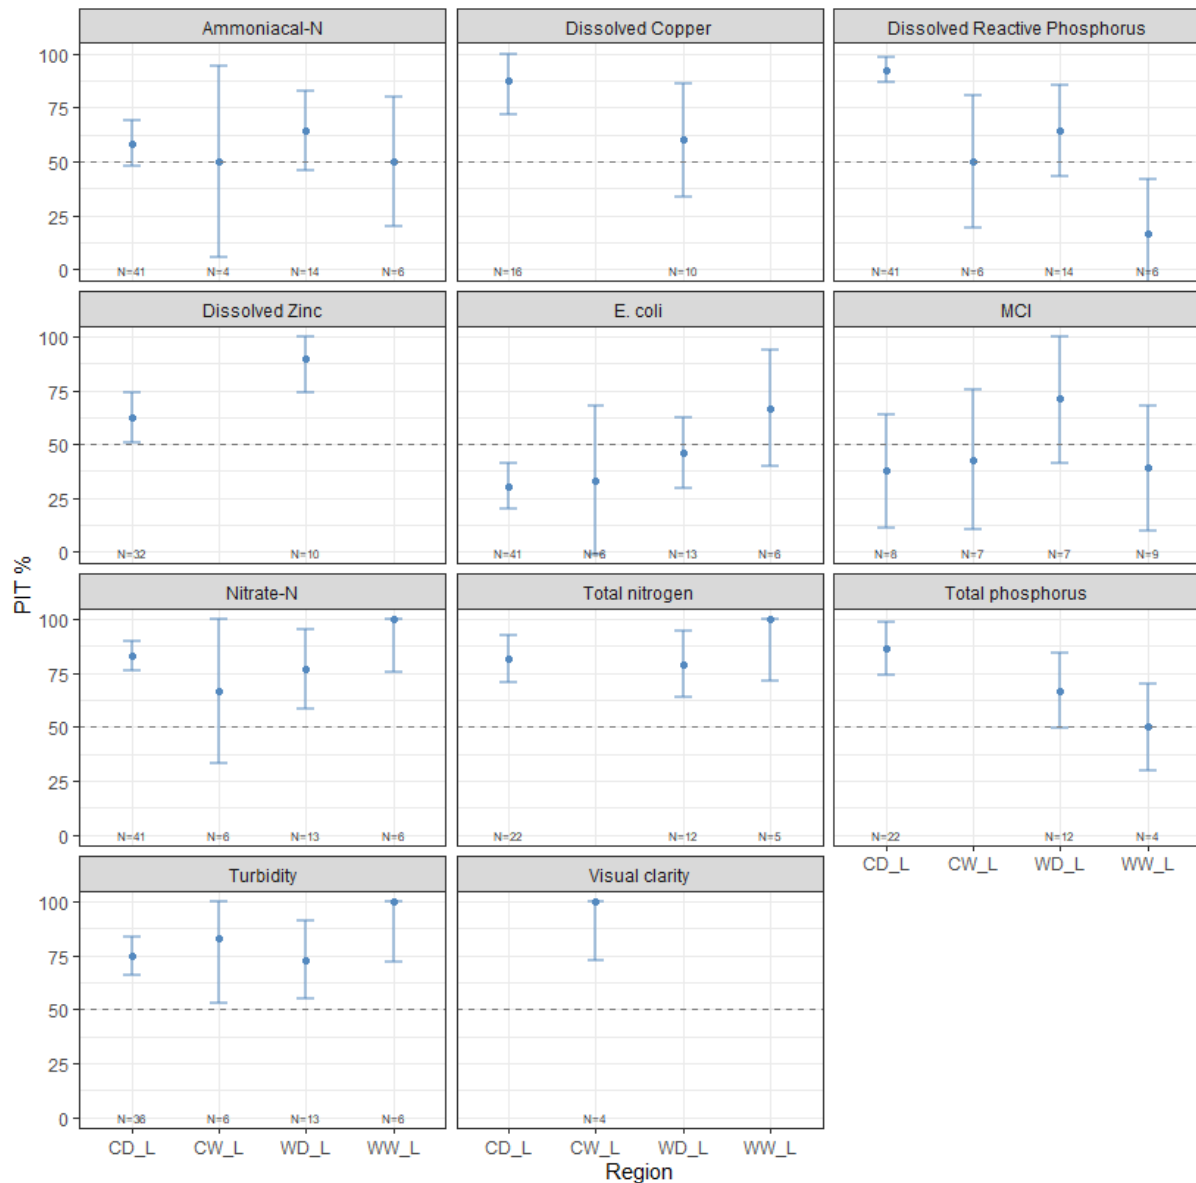 Ammoniacal-N
Dissolved Copper
Dissolved Reactive Phosphorus
100
75
50
25
0
N=41
N=4
N=14
N=6
N=16
N=10
N=41
N=6
N=14
N=6
Dissolved Zinc
E. coli
MCI
100
75
50
25
0
N=32
N=10
N=41
N=6
N=13
N=6
N=8
N=7
N=7
N=9
PIT %
Nitrate-N
Total nitrogen
Total phosphorus
100
75
50
25
0
N=41
N=6
N=13
N=6
N=22
N=12
N=5
N=22
N=12
N=4
CD_L
CW_L
WD_L
WW_L
Turbidity
Visual clarity
100
75
50
25
0
N=36
N=6
N=13
N=6
N=4
CD_L
CW_L
WD_L
WW_L
CD_L
CW_L
WD_L
WW_L
Region